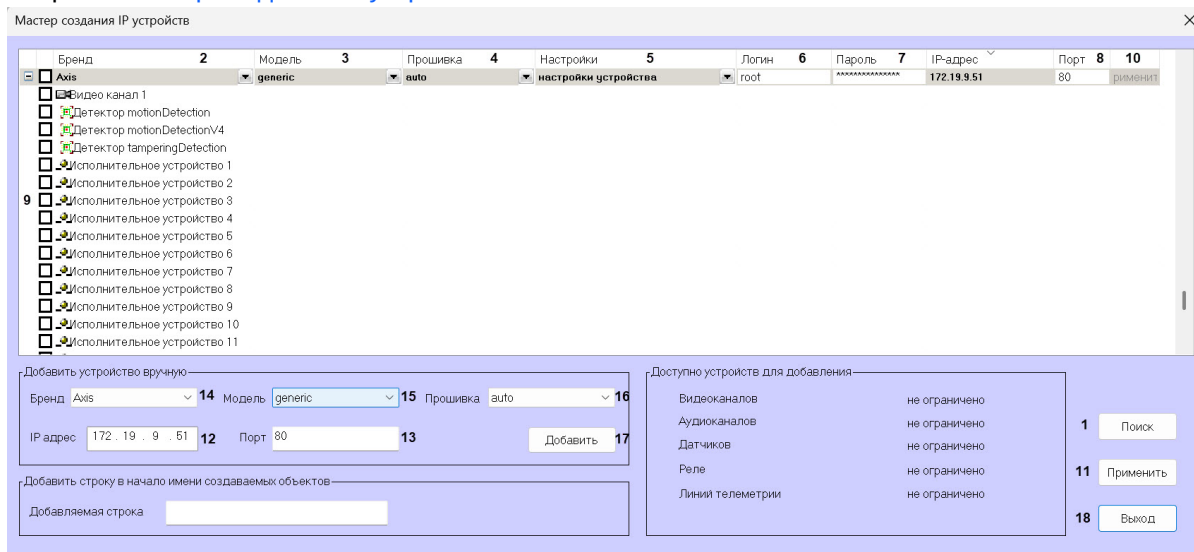 Мастер создания IP устройств
Бренд 2 Модель 3 Прошивка 4 Настройки 5 Логин 6 Пароль 7 IP-адрес Порт 8 10
Axis generic auto настройки устройства root *************** 172.19.9.51 80 рименит
Видео канал 1
Детектор motionDetection
Детектор motionDetectionV4
Детектор tamperingDetection
Исполнительное устройство 1
Исполнительное устройство 2
9 Исполнительное устройство 3
Исполнительное устройство 4
Исполнительное устройство 5
Исполнительное устройство 6
Исполнительное устройство 7
Исполнительное устройство 8
Исполнительное устройство 9
Исполнительное устройство 10
Исполнительное устройство 11
Добавить устройство вручную
Бренд Axis 14 Модель generic 15 Прошивка auto 16
IP адрес 172 . 19 . 9 . 51 12 Порт 80 13 Добавить 17
Добавить строку в начало имени создаваемых объектов
Добавляемая строка
Доступно устройств для добавления
Видеоканалов не ограничено
Аудиоканалов не ограничено
Датчиков не ограничено
Реле не ограничено
Линий телеметрии не ограничено
1 Поиск
11 Применить
18 Выход